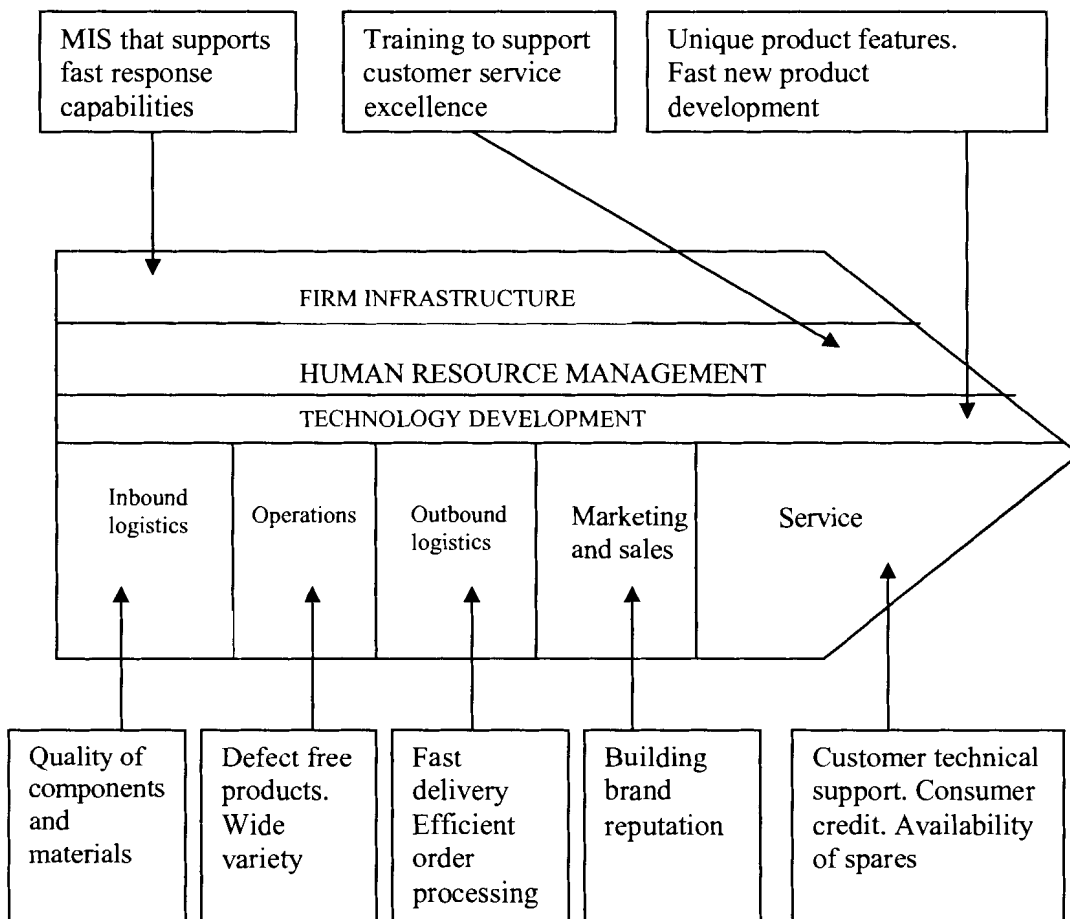 MIS that supports
fast response
capabilities
Training to support
customer service
excellence
Unique product features.
Fast new product
development
FIRM INFRASTRUCTURE
HUMAN RESOURCE MANAGEMENT
TECHNOLOGY DEVELOPMENT
Inbound
logistics
Operations
Outbound
logistics
Marketing
and sales
Service
Quality of
components
and
materials
Defect free
products.
Wide
variety
Fast
delivery
Efficient
order
processing
Building
brand
reputation
Customer technical
support. Consumer
credit. Availability
of spares